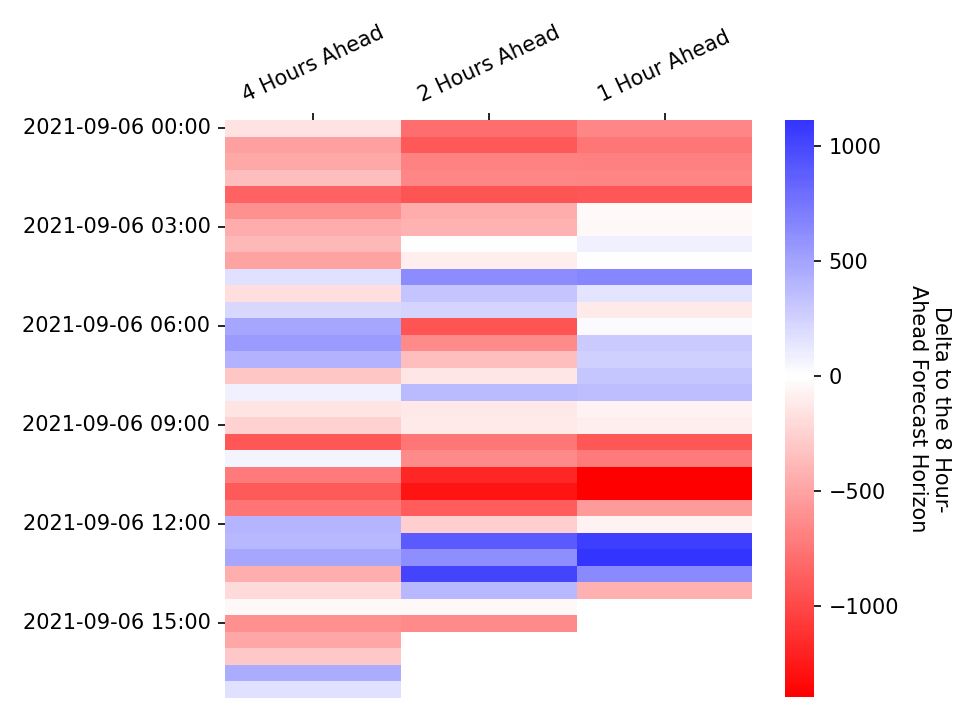 4 Hours Ahead
2 Hours Ahead
1 Hour Ahead
2021-09-06 00:00
2021-09-06 03:00
2021-09-06 06:00
2021-09-06 09:00
2021-09-06 12:00
2021-09-06 15:00
1000
500
0
−500
−1000
Delta to the 8 Hour-
Ahead Forecast Horizon